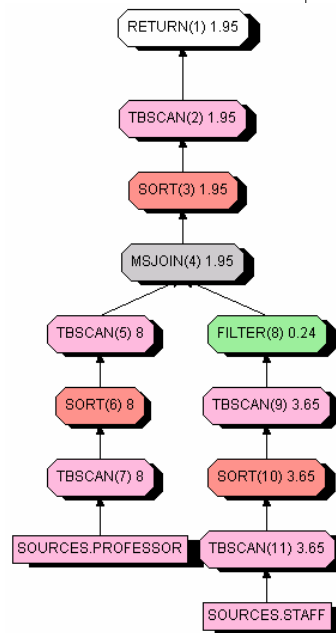 RETURN(1) 1.95
TBSCAN(2) 1.95
SORT(3) 1.95
MSJOIN(4) 1.95
TBSCAN(5) 8
FILTER(8) 0.24
SORT(6) 8
TBSCAN(9) 3.65
TBSCAN(7) 8
SORT(10) 3.65
SOURCES.PROFESSOR
TBSCAN(11) 3.65
SOURCES.STAFF